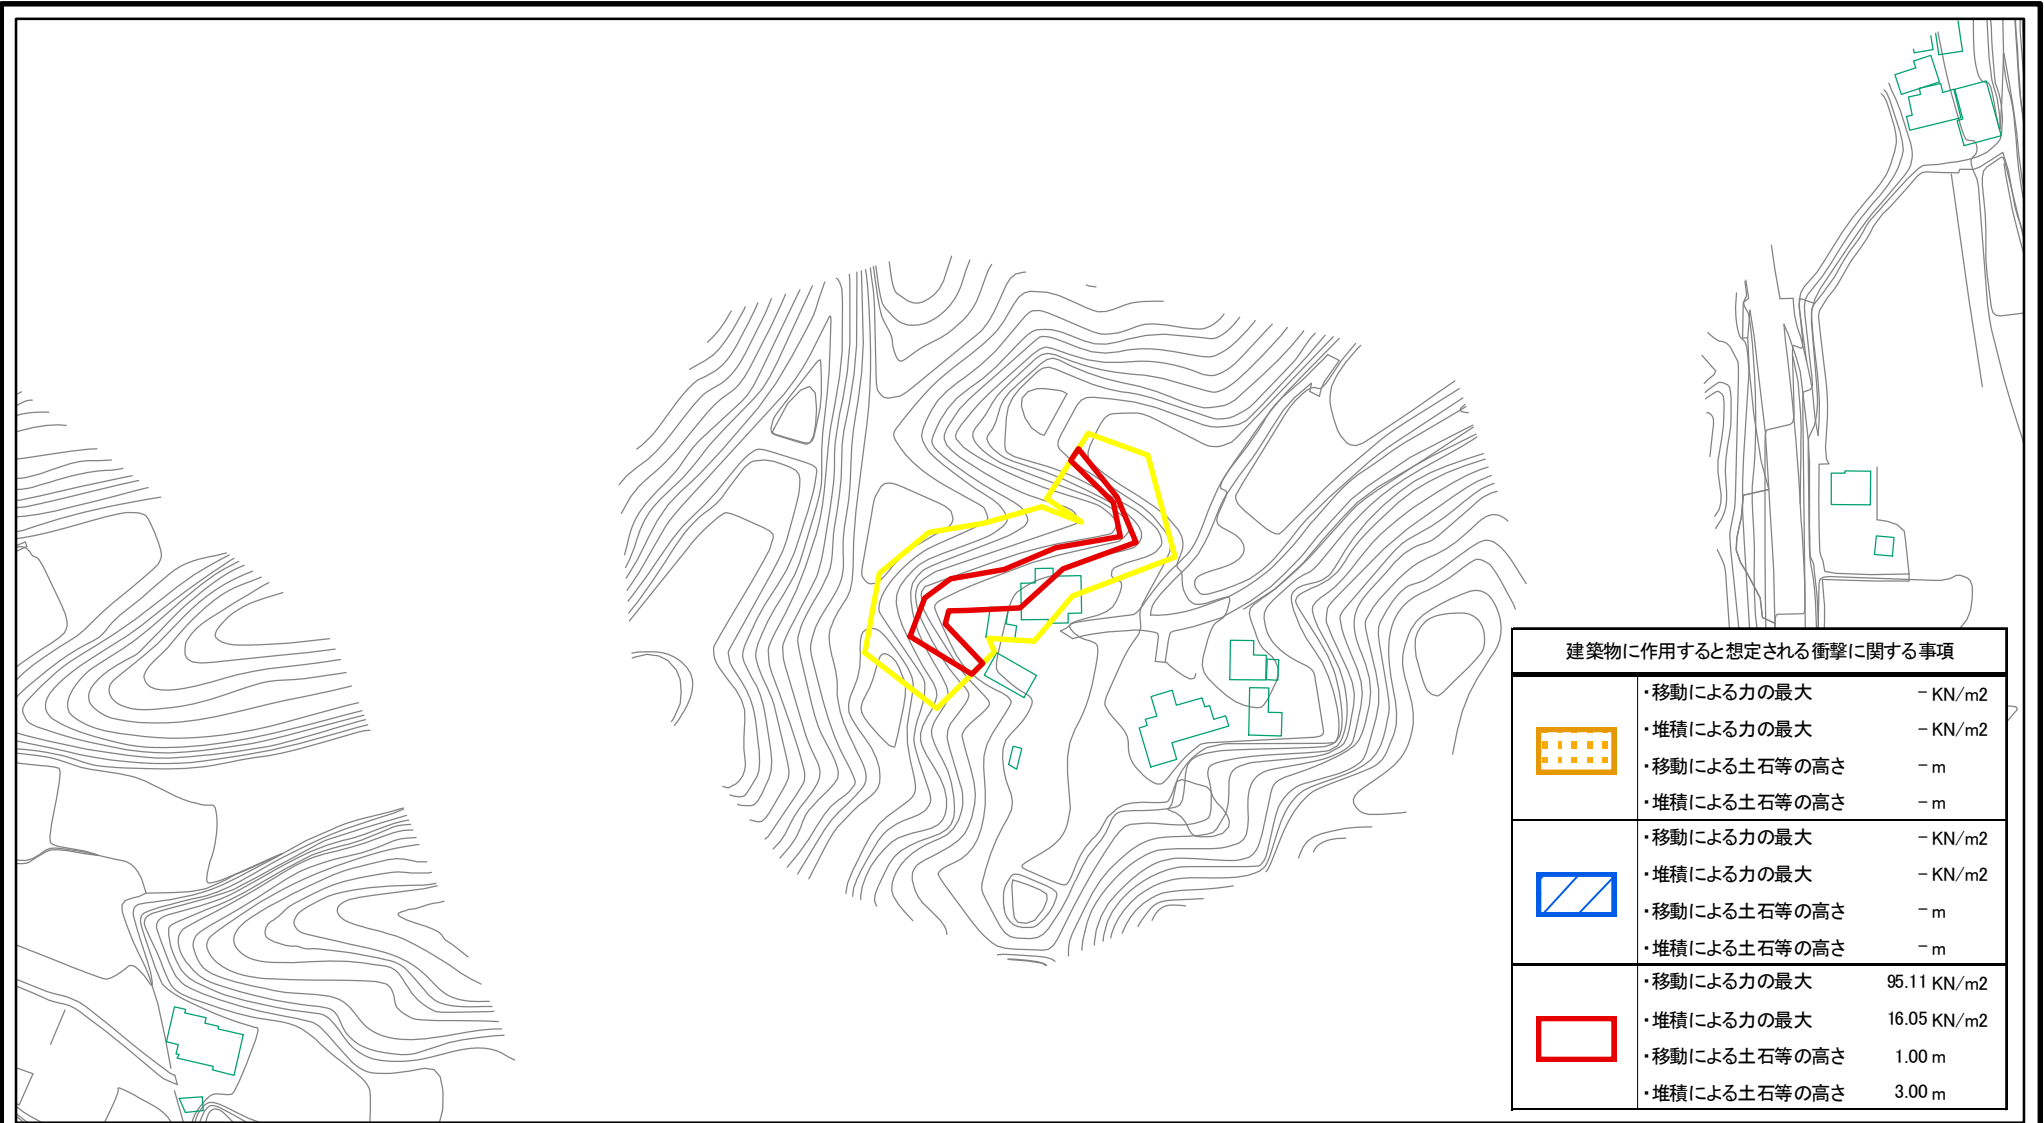 建築物に作用すると想定される衝撃に関する事項
・移動による力の最大 － KN/m2
・堆積による力の最大 － KN/m2
・移動による土石等の高さ － m
・堆積による土石等の高さ － m
・移動による力の最大 － KN/m2
・堆積による力の最大 － KN/m2
・移動による土石等の高さ － m
・堆積による土石等の高さ － m
・移動による力の最大 95.11 KN/m2
・堆積による力の最大 16.05 KN/m2
・移動による土石等の高さ 1.00 m
・堆積による土石等の高さ 3.00 m